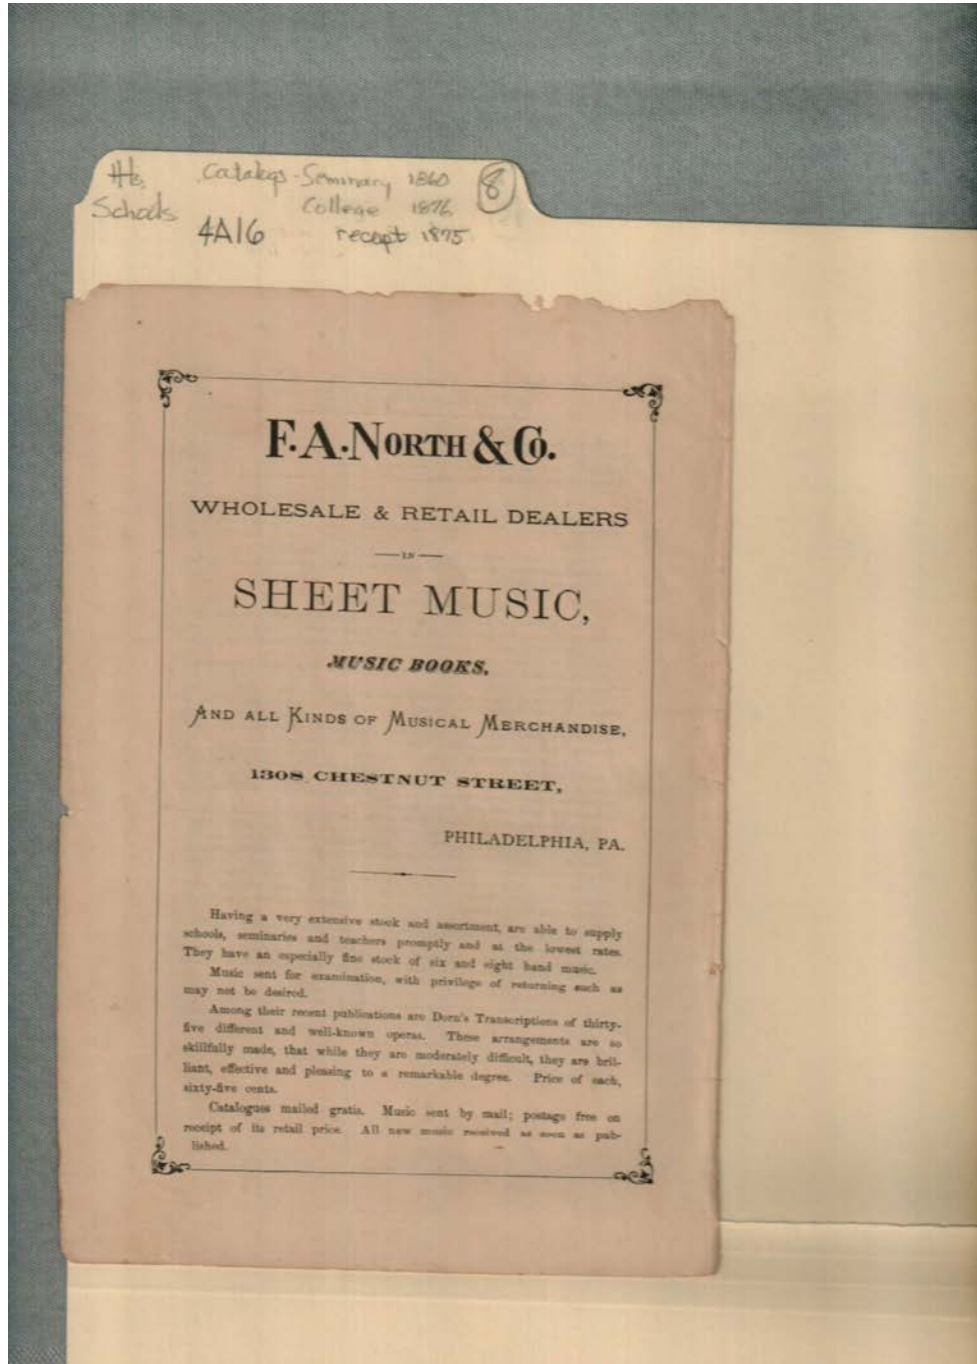 Hts. Catalogs - Seminary 1860 8
Schools College 1876
4A16 receipt 1875
F. A. NORTH & CO.
WHOLESALE & RETAIL DEALERS
IN
SHEET MUSIC,
MUSIC BOOKS,
AND ALL KINDS OF MUSICAL MERCHANDISE,
1308 CHESTNUT STREET,
PHILADELPHIA, PA.
Having a very extensive stock and assortment, are able to supply
schools, seminaries and teachers promptly and at the lowest rates.
They have an especially fine stock of six and eight hand music.
Music sent for examination, with privilege of returning such as
may not be desired.
Among their recent publications are Dorn's Transcriptions of thirty-
five different and well-known operas. These arrangements are so
skillfully made, that while they are moderately difficult, they are bril-
liant, effective and pleasing to a remarkable degree. Price of each,
sixty-five cents.
Catalogues mailed gratis. Music sent by mail; postage free on
receipt of its retail price. All new music received as soon as pub-
lished.